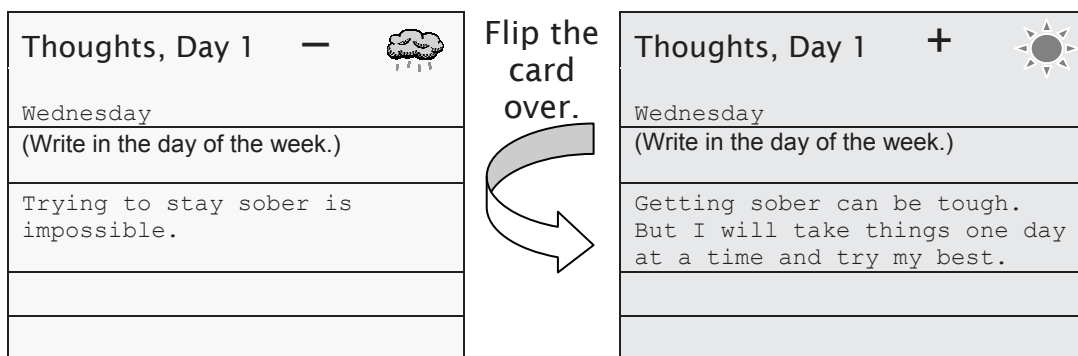 Thoughts, Day 1 –
Wednesday
(Write in the day of the week.)
Trying to stay sober is
impossible.
Flip the
card
over.
Thoughts, Day 1 +
Wednesday
(Write in the day of the week.)
Getting sober can be tough.
But I will take things one day
at a time and try my best.